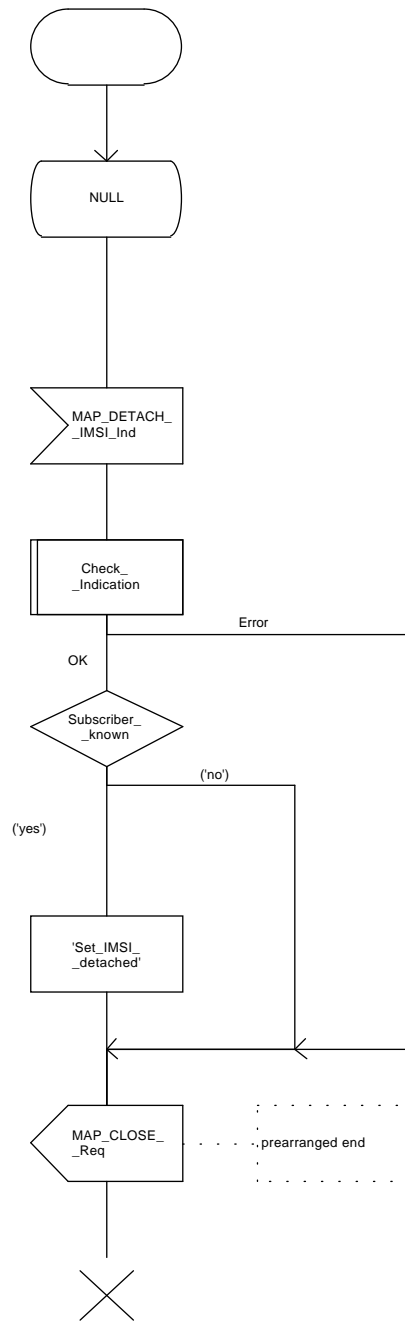 NULL
MAP_DETACH_
_IMSI_Ind
Check_
_Indication
Error
OK
Subscriber_
_known
('no')
('yes')
'Set_IMSI_
_detached'
MAP_CLOSE_
_Req
prearranged end